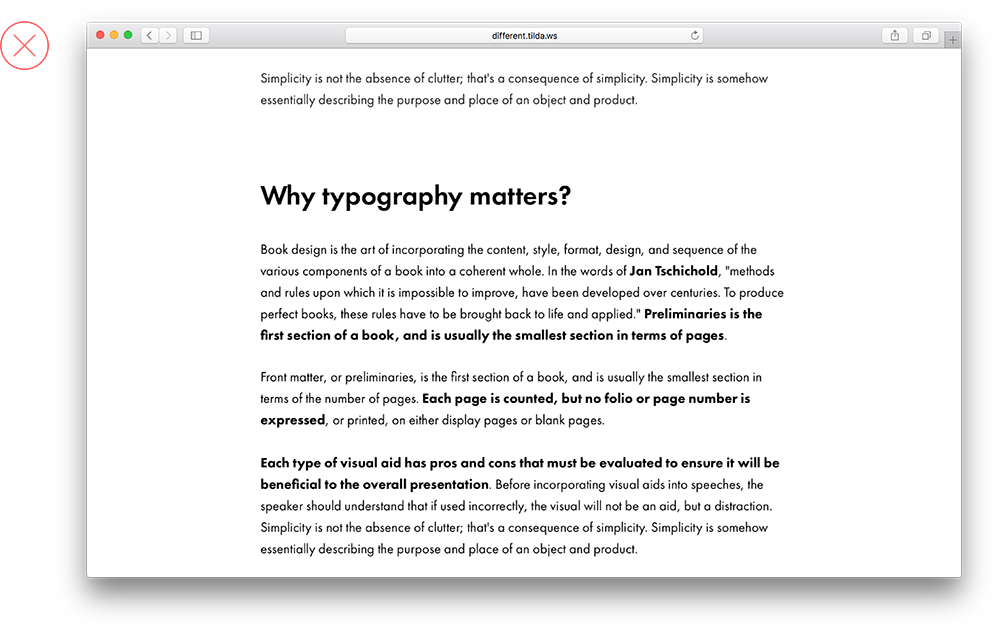 different.tilda.ws
Simplicity is not the absence of clutter; that's a consequence of simplicity. Simplicity is somehow
essentially describing the purpose and place of an object and product.
Why typography matters?
Book design is the art of incorporating the content, style, format, design, and sequence of the
various components of a book into a coherent whole. In the words of Jan Tschichold, "methods
and rules upon which it is impossible to improve, have been developed over centuries. To produce
perfect books, these rules have to be brought back to life and applied." Preliminaries is the
first section of a book, and is usually the smallest section in terms of pages.
Front matter, or preliminaries, is the first section of a book, and is usually the smallest section in
terms of the number of pages. Each page is counted, but no folio or page number is
expressed, or printed, on either display pages or blank pages.
Each type of visual aid has pros and cons that must be evaluated to ensure it will be
beneficial to the overall presentation. Before incorporating visual aids into speeches, the
speaker should understand that if used incorrectly, the visual will not be an aid, but a distraction.
Simplicity is not the absence of clutter; that's a consequence of simplicity. Simplicity is somehow
essentially describing the purpose and place of an object and product.